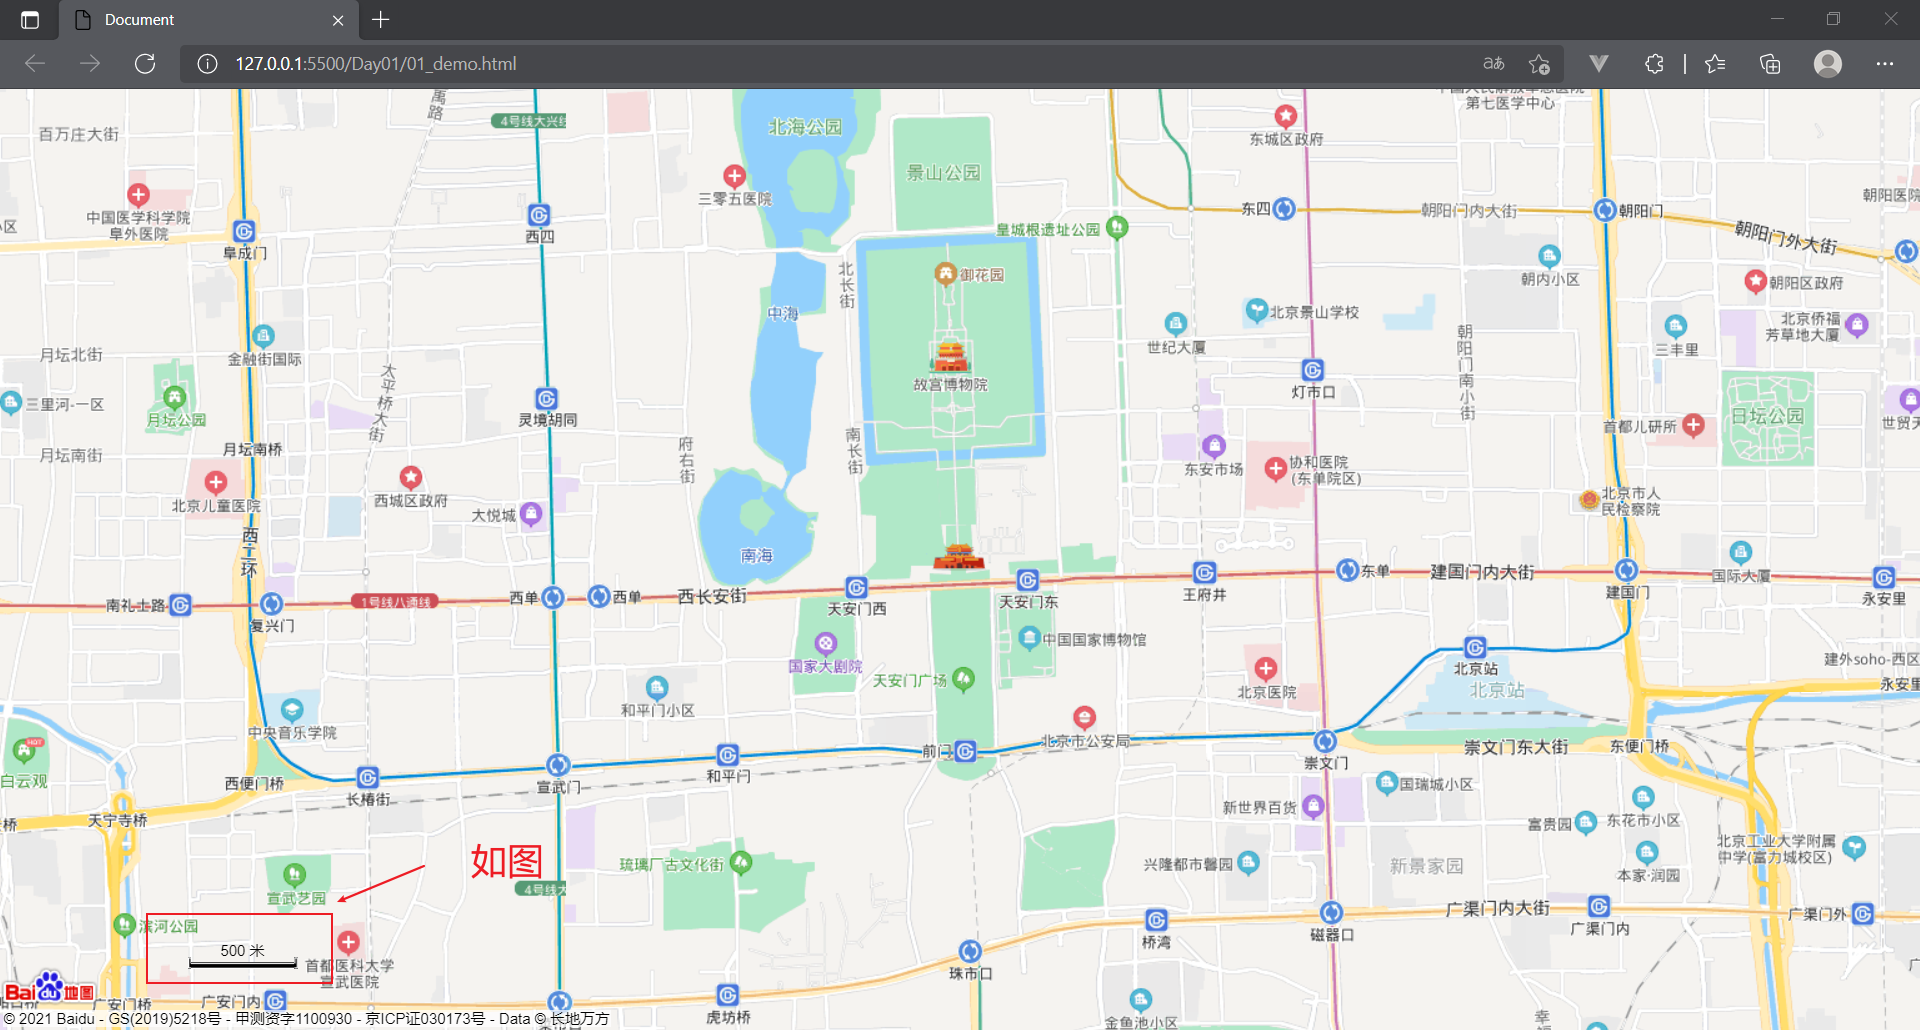 Document
127.0.0.1:5500/Day01/01_demo.html
百万庄大街
4号线大兴线
北海公园
景山公园
东城区政府
第七医学中心
三零五医院
中国医学科学院
阜外医院
朝阳医院
西四
阜成门
皇城根遗址公园
东四
朝阳门内大街
朝阳门
朝阳门外大街
北长街
御花园
朝内小区
朝阳区政府
中海
北京景山学校
北京侨福
芳草地大厦
金融街国际
月坛北街
太平桥大街
世纪大厦
三丰里
朝阳门南小街
故宫博物院
灯市口
三里河一区
月坛公园
灵境胡同
日坛公园
首都儿研所
月坛南桥
月坛南街
府右街
南长街
东安市场
协和医院
(东单院区)
北京儿童医院
西城区政府
大悦城
北京市人
民检察院
西二环
南海
国际大厦
南礼士路
复兴门
1号线八通线
西单
西单
西长安街
天安门西
天安门东
王府井
东单
建国门内大街
建国门
永安里
中国国家博物馆
国家大剧院
天安门广场
北京医院
北京站
北京站
建外soho-西区
永安里
和平门小区
中央音乐学院
北京市公安局
前门
和平门
宣武门
崇文门
崇文门东大街
东便门桥
白云观
HOT
西便门桥
长椿街
天宁寺桥
国瑞城小区
新世界百货
富贵园
东花市小区
北京工业大学附属
中学(富力城校区)
如图
琉璃厂古文化街
4号线大
兴隆都市馨园
新景家园
本家·润园
宣武艺园
滨河公园
500 米
首都医科大学
宣武医院
广渠门内大街
广渠门内
广渠门外
桥湾
磁器口
珠市口
Bai du 地图
广安门桥
广安门内
虎坊桥
金鱼池小区
© 2021 Baidu - GS(2019)5218号 - 甲测资字1100930 - 京ICP证030173号 - Data © 长地万方